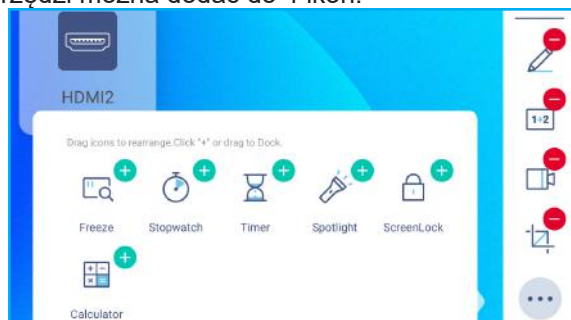 można dodać do 4 ikon.
HDMI2
Drag icons to rearrange.Click "+" or drag to Dock.
Freeze
Stopwatch
Timer
Spotlight
ScreenLock
Calculator
1÷2